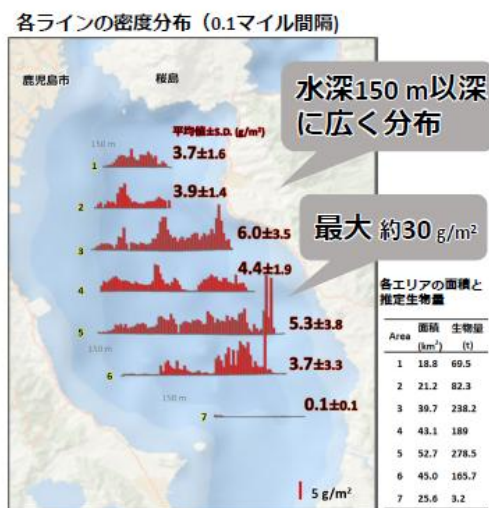 各ラインの密度分布（0.1マイル間隔)
鹿児島市
桜島
水深150 m以深
に広く分布
150 m
平均値±S.D. (g/m²)
1
3.7±1.6
2
3.9±1.4
3
6.0±3.5
最大 約30 g/m²
4
4.4±1.9
5
5.3±3.8
150 m
6
3.7±3.3
150 m
7
0.1±0.1
5 g/m²
各エリアの面積と
推定生物量
Area 面積 (km²) 生物量 (t)
1 18.8 69.5
2 21.2 82.3
3 39.7 238.2
4 43.1 189
5 52.7 278.5
6 45.0 165.7
7 25.6 3.2